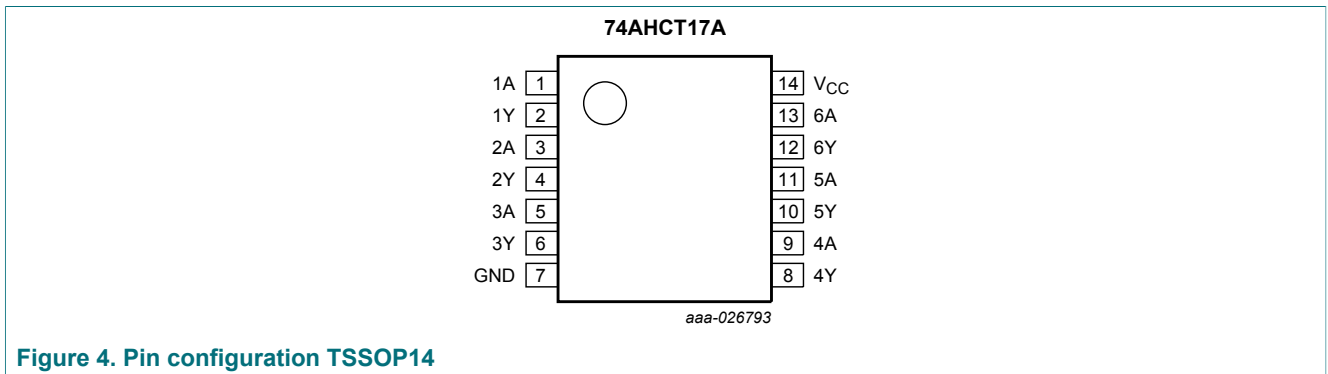 74AHCT17A
1A 1 14 VCC
1Y 2 13 6A
2A 3 12 6Y
2Y 4 11 5A
3A 5 10 5Y
3Y 6 9 4A
GND 7 8 4Y
aaa-026793
Figure 4. Pin configuration TSSOP14